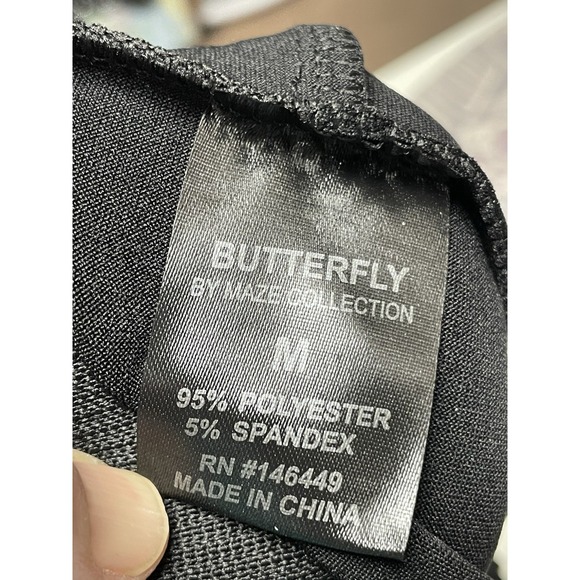 BUTTERFLY
BY MAZE COLLECTION
M
95% POLYESTER
5% SPANDEX
RN #146449
MADE IN CHINA